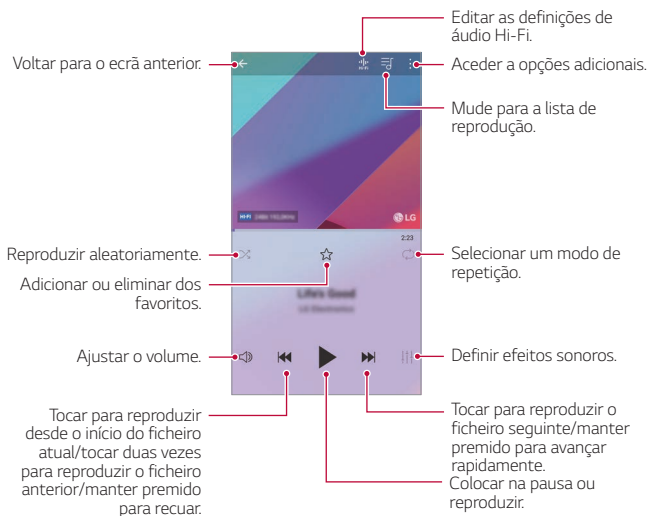 Editar as definições de
áudio Hi-Fi.
Voltar para o ecrã anterior.
Aceder a opções adicionais.
Mude para a lista de
reprodução.
HI-FI
LG
2:23
Reproduzir aleatoriamente.
Selecionar um modo de
repetição.
Adicionar ou eliminar dos
favoritos.
Life's Good
LG Electronics
Ajustar o volume.
Definir efeitos sonoros.
Tocar para reproduzir
desde o início do ficheiro
atual/tocar duas vezes
para reproduzir o ficheiro
anterior/manter premido
para recuar.
Tocar para reproduzir o
ficheiro seguinte/manter
premido para avançar
rapidamente.
Colocar na pausa ou
reproduzir.